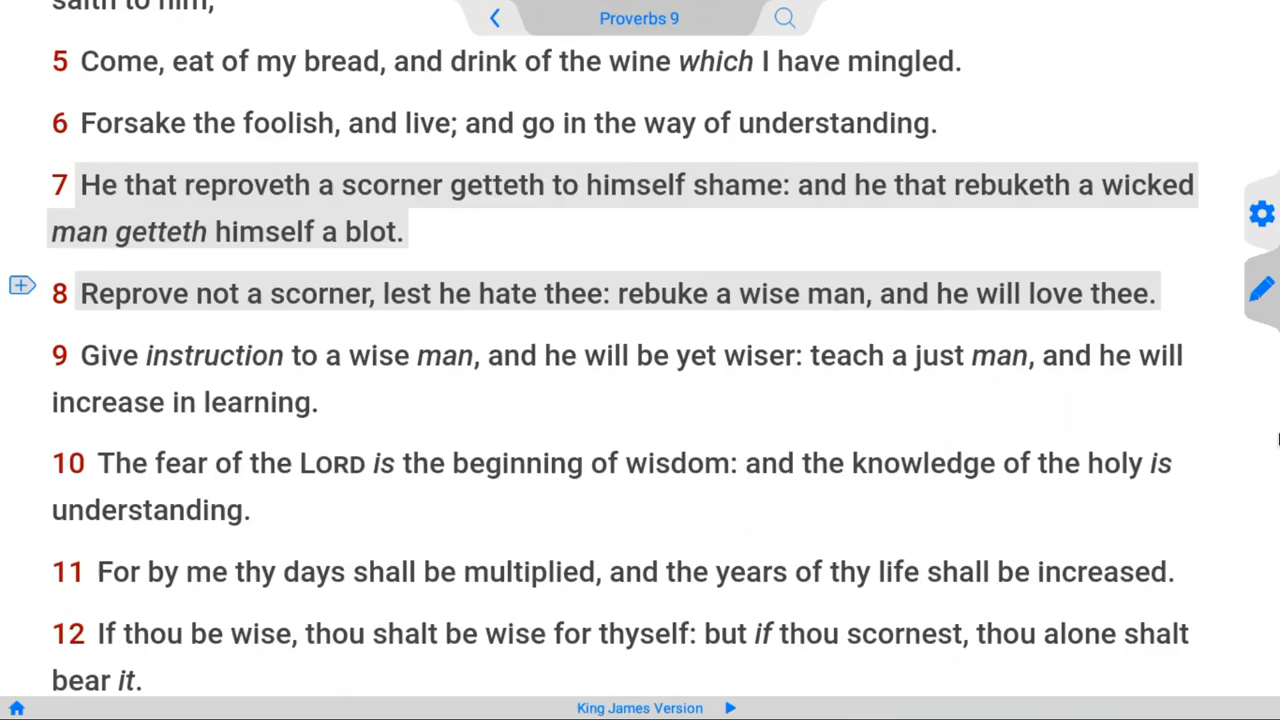 saith to him,
Proverbs 9
5 Come, eat of my bread, and drink of the wine which I have mingled.
6 Forsake the foolish, and live; and go in the way of understanding.
7 He that reproveth a scorner getteth to himself shame: and he that rebuketh a wicked
man getteth himself a blot.
8 Reprove not a scorner, lest he hate thee: rebuke a wise man, and he will love thee.
9 Give instruction to a wise man, and he will be yet wiser: teach a just man, and he will
increase in learning.
10 The fear of the LORD is the beginning of wisdom: and the knowledge of the holy is
understanding.
11 For by me thy days shall be multiplied, and the years of thy life shall be increased.
12 If thou be wise, thou shalt be wise for thyself: but if thou scornest, thou alone shalt
bear it.
King James Version